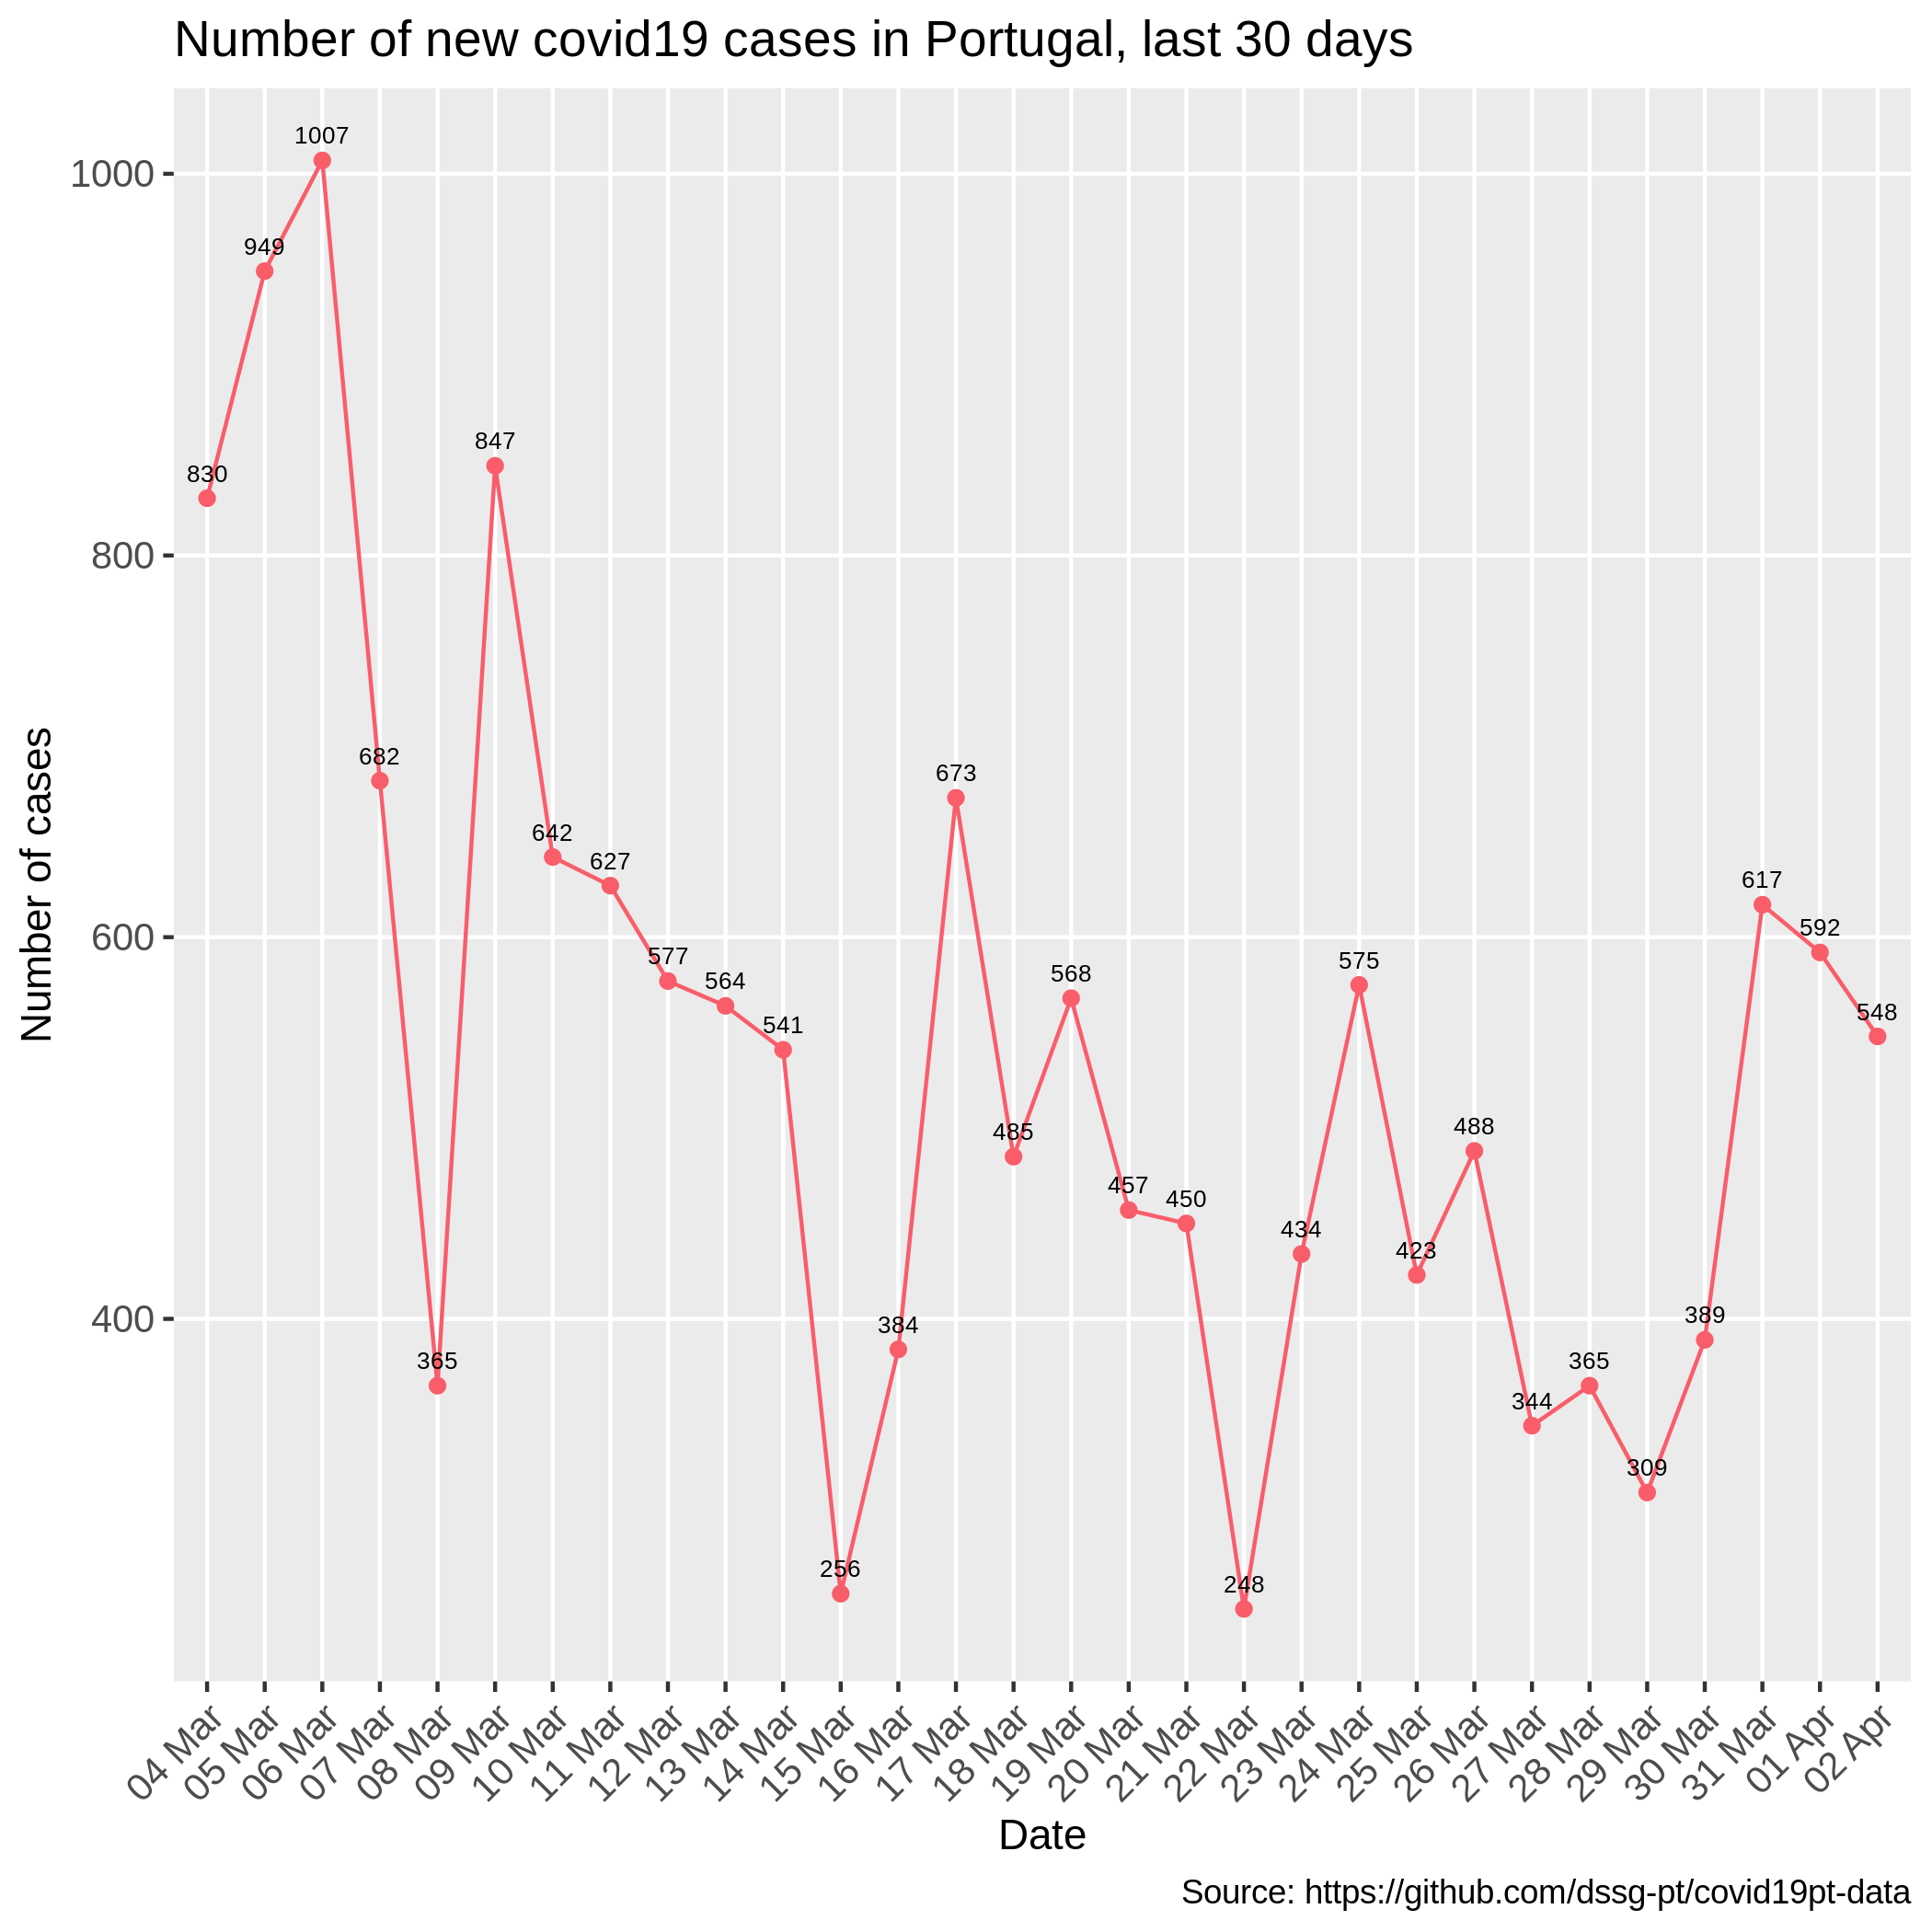 Number of new covid19 cases in Portugal, last 30 days
1007
1000
949
847
830
800
682
673
642
627
617
600
592
577
575
568
564
548
541
488
485
457
450
434
423
400
389
384
365
365
344
309
256
248
Number of cases
04 Mar
05 Mar
06 Mar
07 Mar
08 Mar
09 Mar
10 Mar
11 Mar
12 Mar
13 Mar
14 Mar
15 Mar
16 Mar
17 Mar
18 Mar
19 Mar
20 Mar
21 Mar
22 Mar
23 Mar
24 Mar
25 Mar
26 Mar
27 Mar
28 Mar
29 Mar
30 Mar
31 Mar
01 Apr
02 Apr
Date
Source: https://github.com/dssg-pt/covid19pt-data